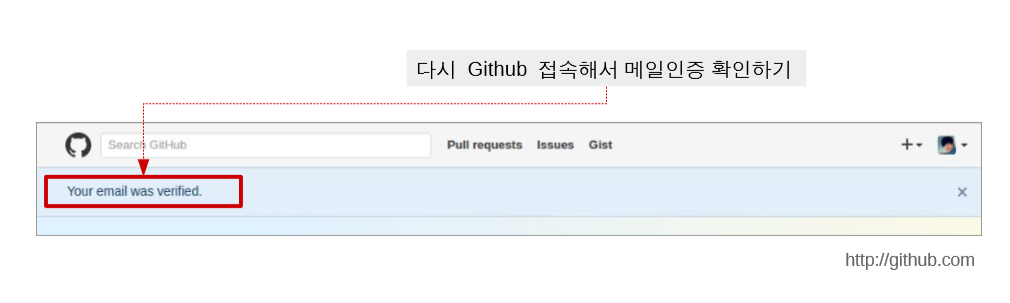 다시 Github 접속해서 메일인증 확인하기
Search GitHub
Pull requests Issues Gist
Your email was verified.
http://github.com